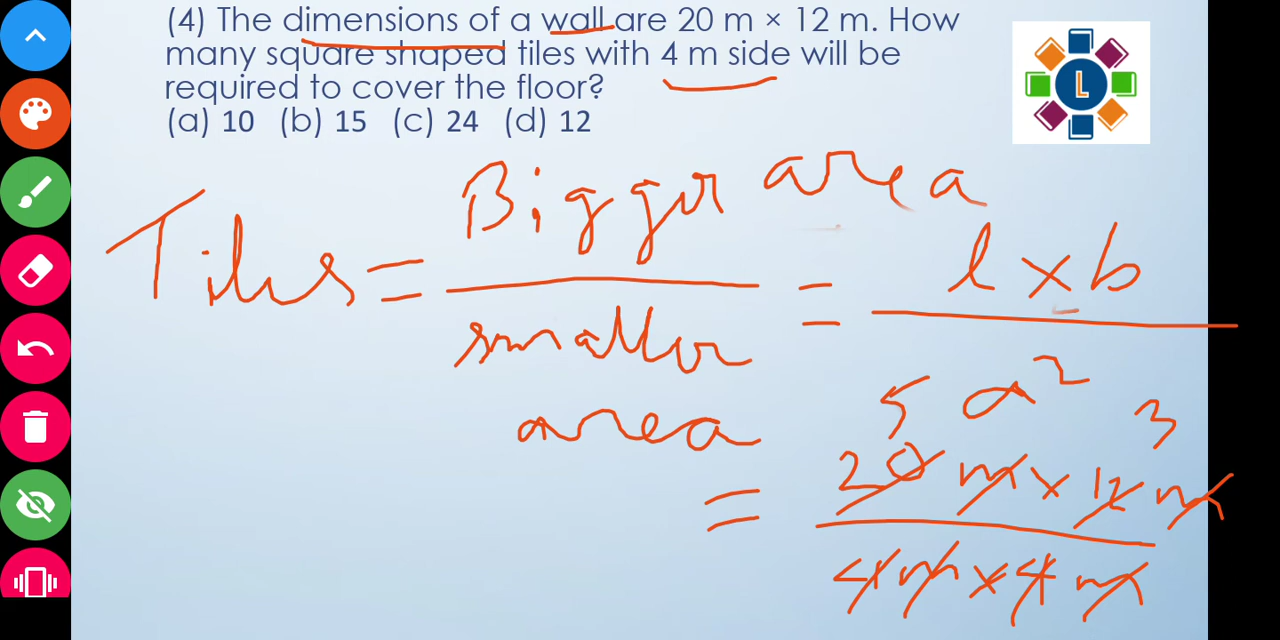 (4) The dimensions of a wall are 20 m × 12 m. How
many square shaped tiles with 4 m side will be
required to cover the floor?
(a) 10 (b) 15 (c) 24 (d) 12
L
Tiles = Bigger area / smaller area = l × b / a²
5 3
= 20 m × 12 m / 4 m × 4 m